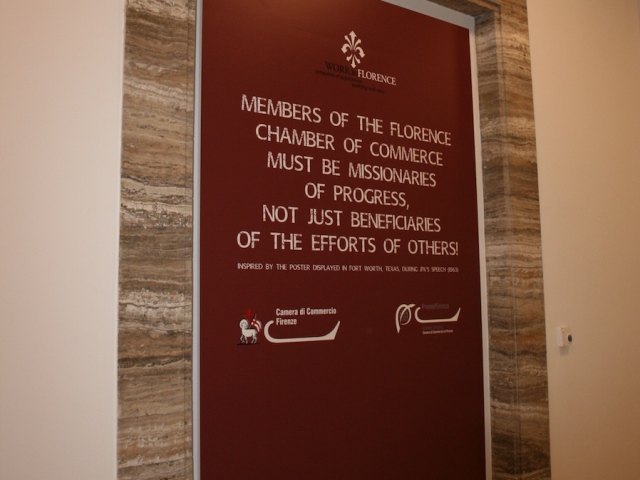 FLORENCE
MEMBERS OF THE FLORENCE
CHAMBER OF COMMERCE
MUST BE MISSIONARIES
OF PROGRESS,
NOT JUST BENEFICIARIES
OF THE EFFORTS OF OTHERS!
INSPIRED BY THE POSTER DISPLAYED IN FORT WORTH, TEXAS, DURING JFK'S SPEECH (1963)
Camera di Commercio
Firenze